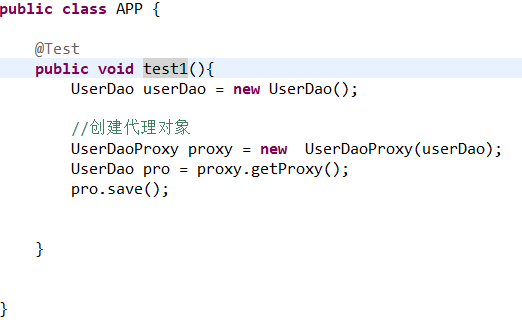 public class APP {
@Test
public void test1(){
UserDao userDao = new UserDao();
//创建代理对象
UserDaoProxy proxy = new  UserDaoProxy(userDao);
UserDao pro = proxy.getProxy();
pro.save();
}
}